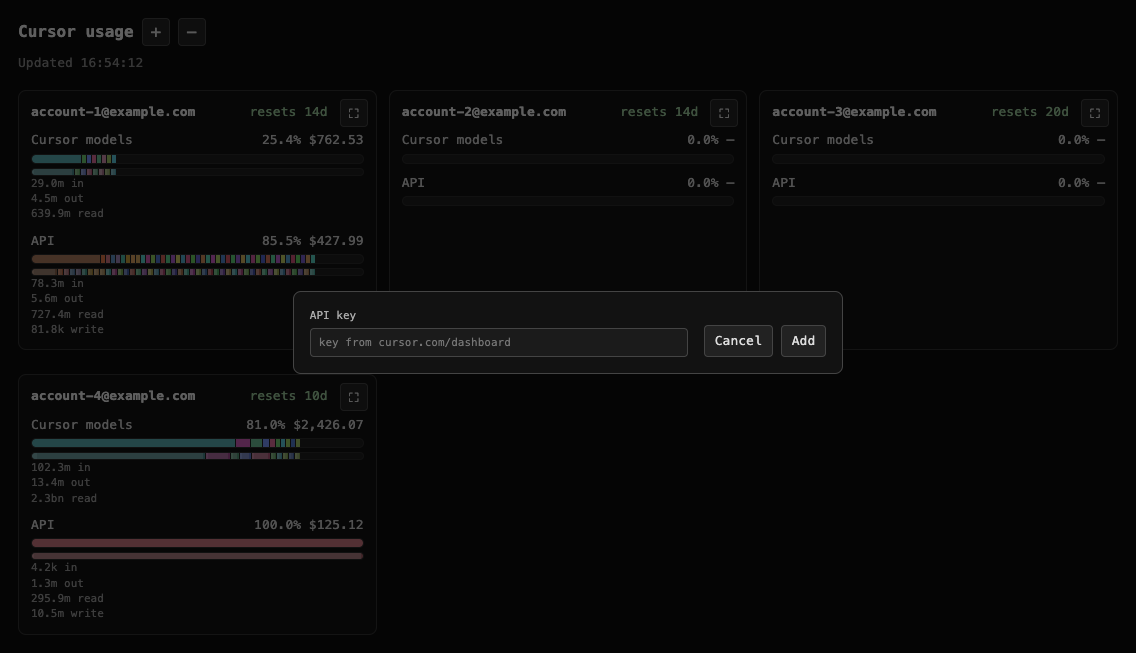 Cursor usage + −
Updated 16:54:12
account-1@example.com resets 14d
Cursor models 25.4% $762.53
29.0m in
4.5m out
639.9m read
API 85.5% $427.99
78.3m in
5.6m out
727.4m read
81.8k write
account-2@example.com resets 14d
Cursor models 0.0% —
API 0.0% —
account-3@example.com resets 20d
Cursor models 0.0% —
API 0.0% —
API key
key from cursor.com/dashboard
Cancel Add
account-4@example.com resets 10d
Cursor models 81.0% $2,426.07
102.3m in
13.4m out
2.3bn read
API 100.0% $125.12
4.2k in
1.3m out
295.9m read
10.5m write